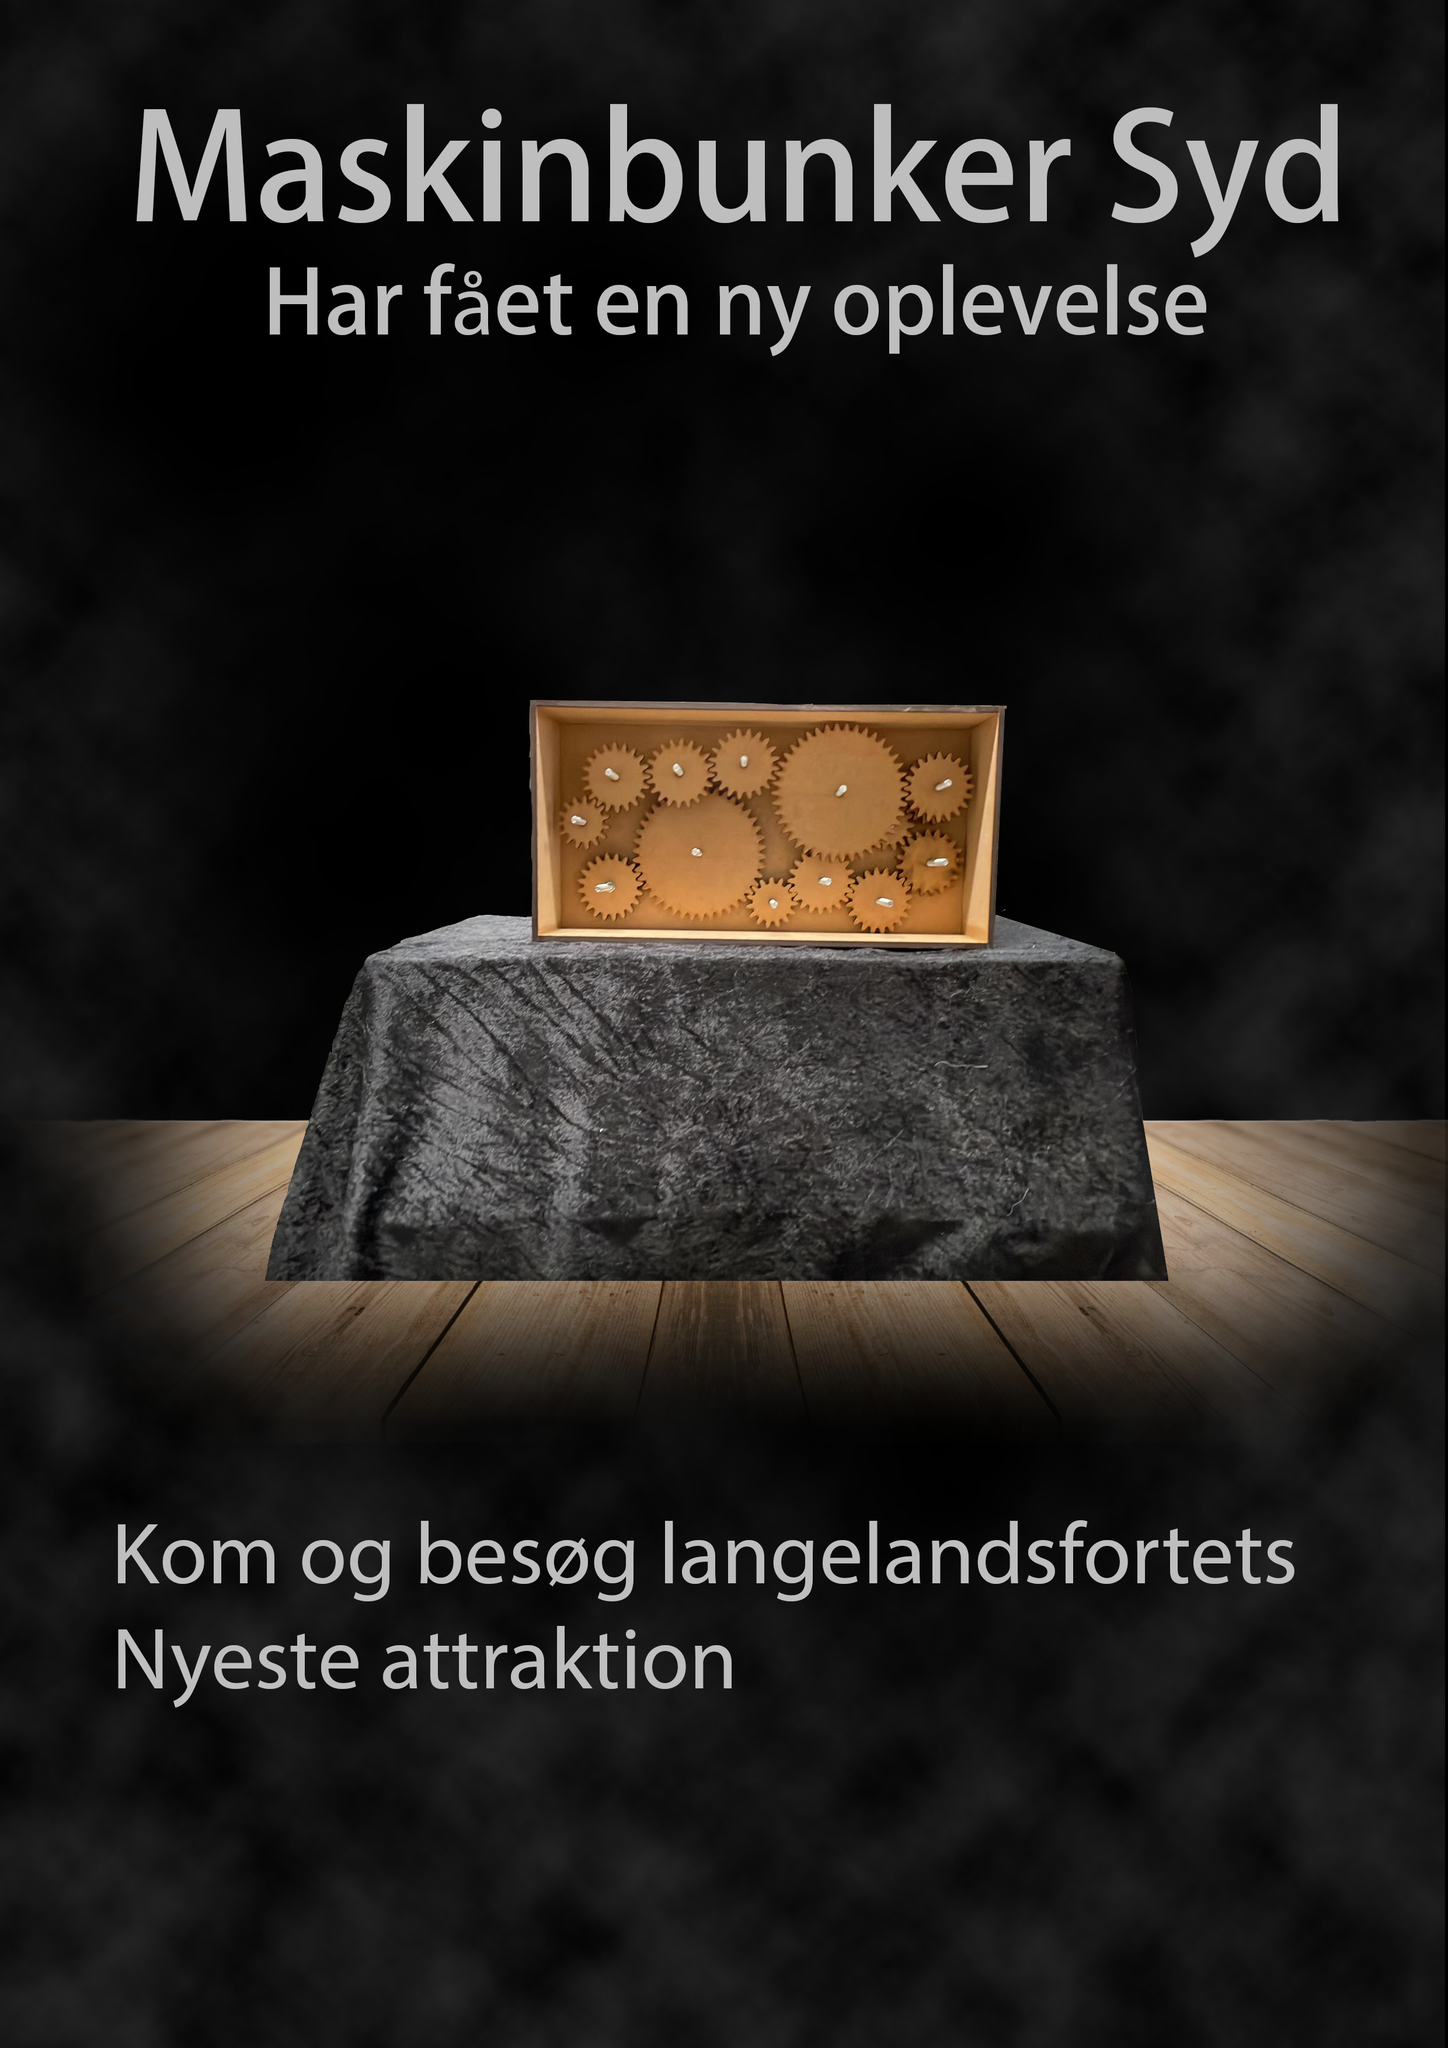 Maskinbunker Syd
Har fået en ny oplevelse
Kom og besøg langelandsfortets
Nyeste attraktion